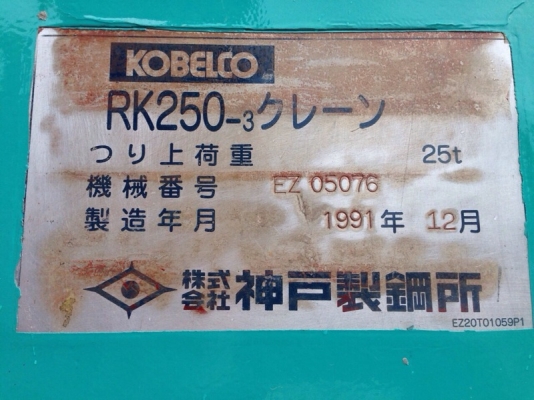 KOBELCO
RK250-3クレーン
つり上荷重 25t
機械番号 EZ 05076
製造年月 1991年 12月
株式会社 神戸製鋼所
EZ20T01059P1